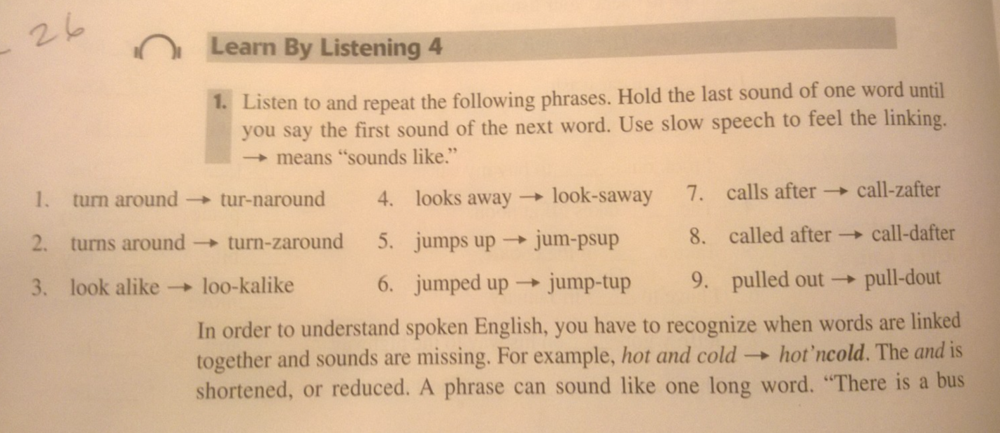 26
Learn By Listening 4
1. Listen to and repeat the following phrases. Hold the last sound of one word until
you say the first sound of the next word. Use slow speech to feel the linking.
→ means “sounds like.”
1. turn around → tur-naround 4. looks away → look-saway 7. calls after → call-zafter
2. turns around → turn-zaround 5. jumps up → jum-psup 8. called after → call-dafter
3. look alike → loo-kalike 6. jumped up → jump-tup 9. pulled out → pull-dout
In order to understand spoken English, you have to recognize when words are linked
together and sounds are missing. For example, hot and cold → hot’ncold. The and is
shortened, or reduced. A phrase can sound like one long word. “There is a bus